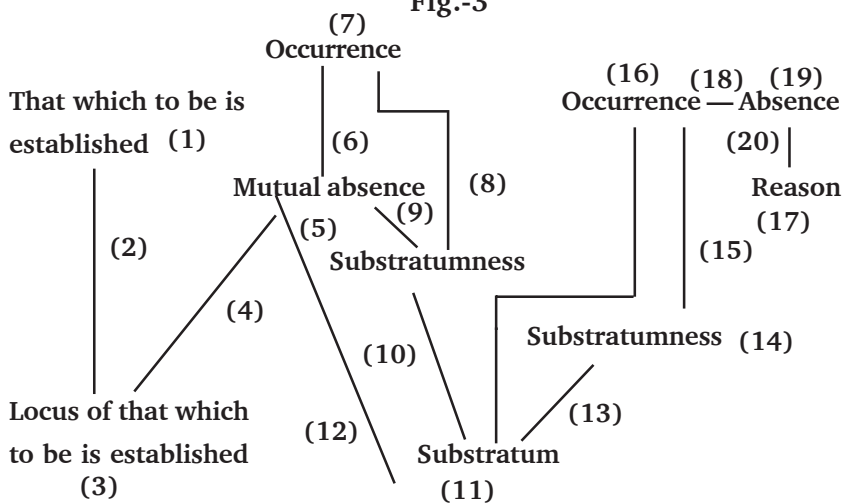 Fig.-3
(7)
Occurrence
(16) (18) (19)
Occurrence — Absence
That which to be is
established (1)
(6)
(20)
Mutual absence
(8)
Reason
(9)
(17)
(5)
(2)
(15)
Substratumness
(4)
Substratumness (14)
(10)
Locus of that which
(13)
(12)
to be is established
Substratum
(3)
(11)